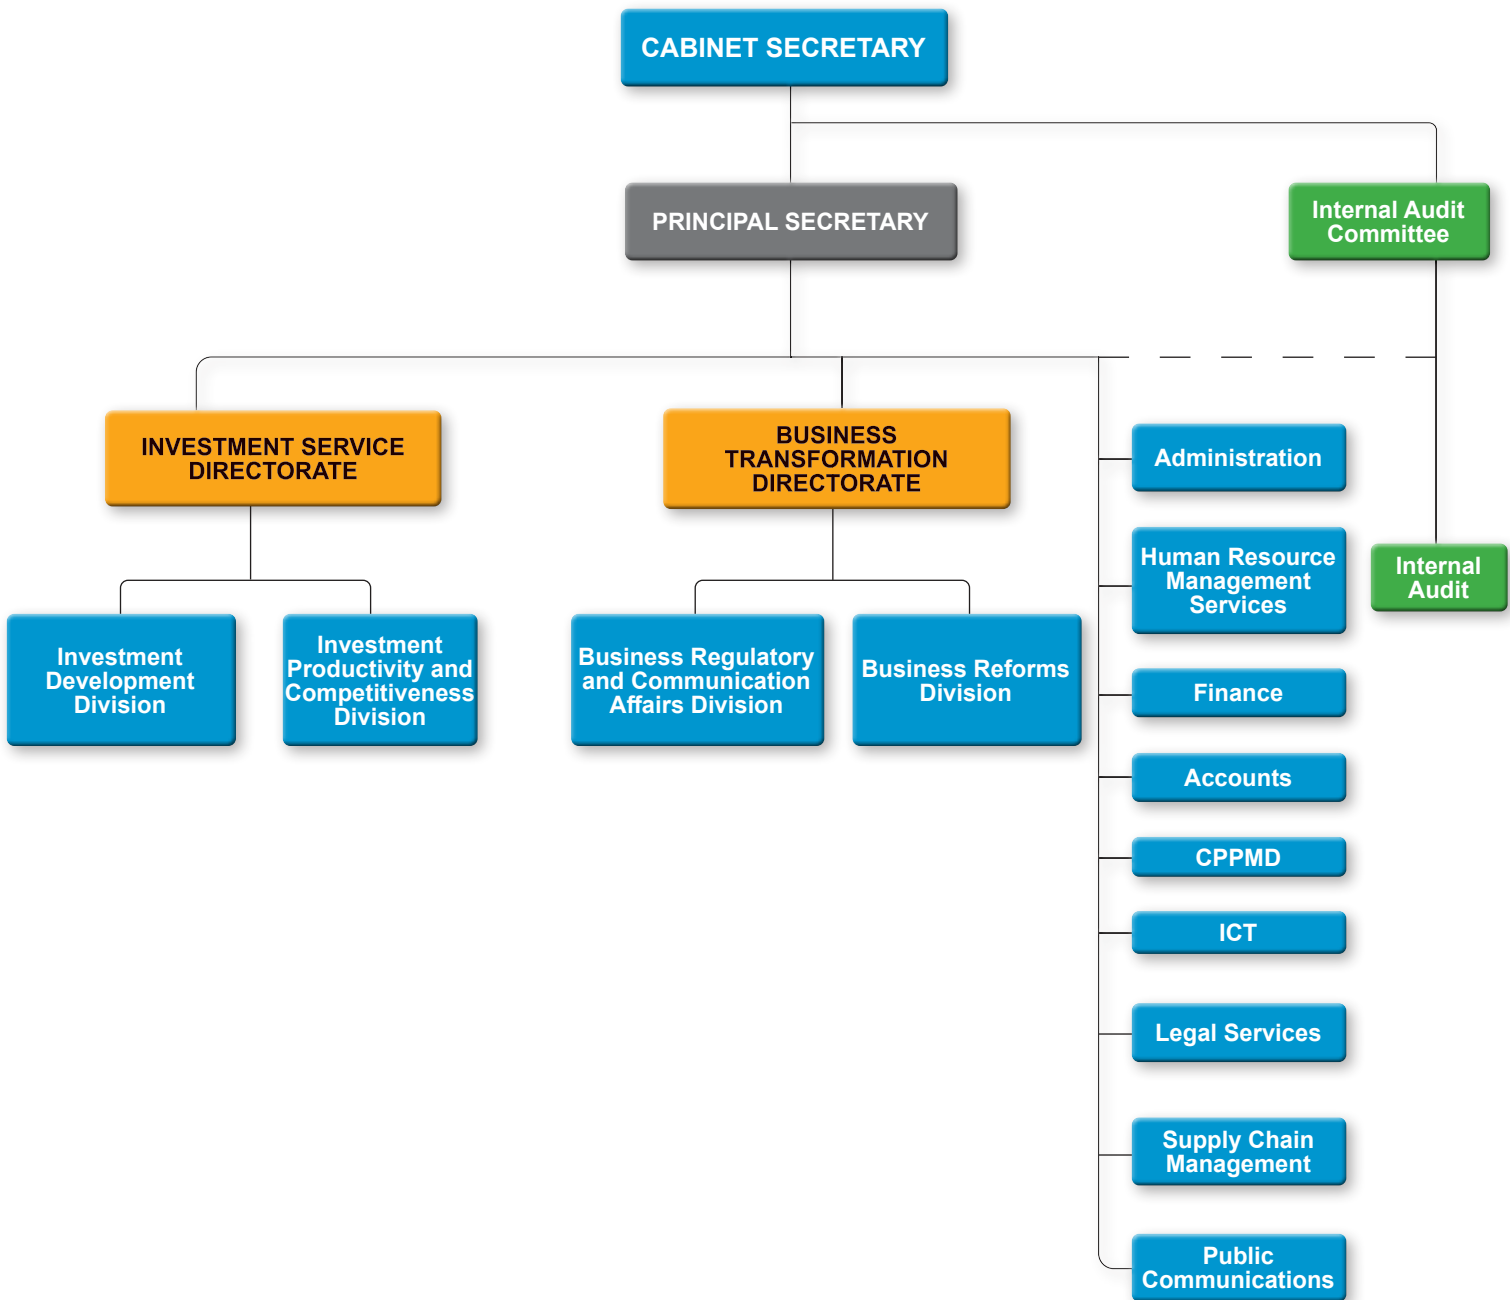 CABINET SECRETARY
PRINCIPAL SECRETARY
Internal Audit
Committee
INVESTMENT SERVICE
DIRECTORATE
BUSINESS
TRANSFORMATION
DIRECTORATE
Administration
Human Resource
Management
Services
Internal
Audit
Investment
Development
Division
Investment
Productivity and
Competitiveness
Division
Business Regulatory
and Communication
Affairs Division
Business Reforms
Division
Finance
Accounts
CPPMD
ICT
Legal Services
Supply Chain
Management
Public
Communications